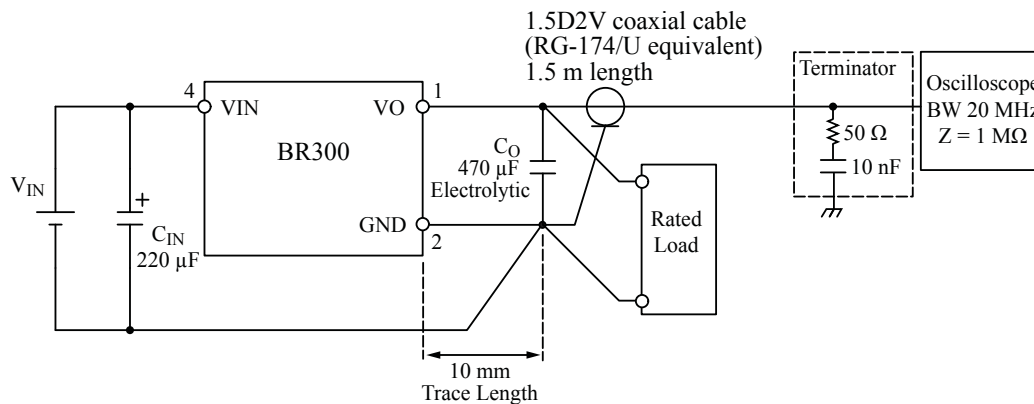 1.5D2V coaxial cable
(RG-174/U equivalent)
1.5 m length
Terminator
Oscilloscope
BW 20 MHz
Z = 1 MΩ
4
VIN
VO
1
50 Ω
BR300
CO
470 µF
Electrolytic
10 nF
VIN
+
CIN
220 µF
GND
2
Rated
Load
10 mm
Trace Length